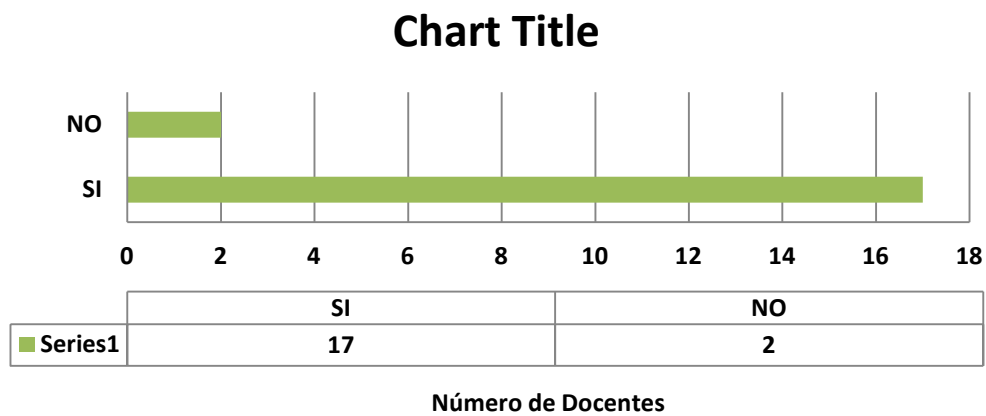 Chart Title
NO
SI
0 2 4 6 8 10 12 14 16 18
SI NO
Series1 17 2
Número de Docentes